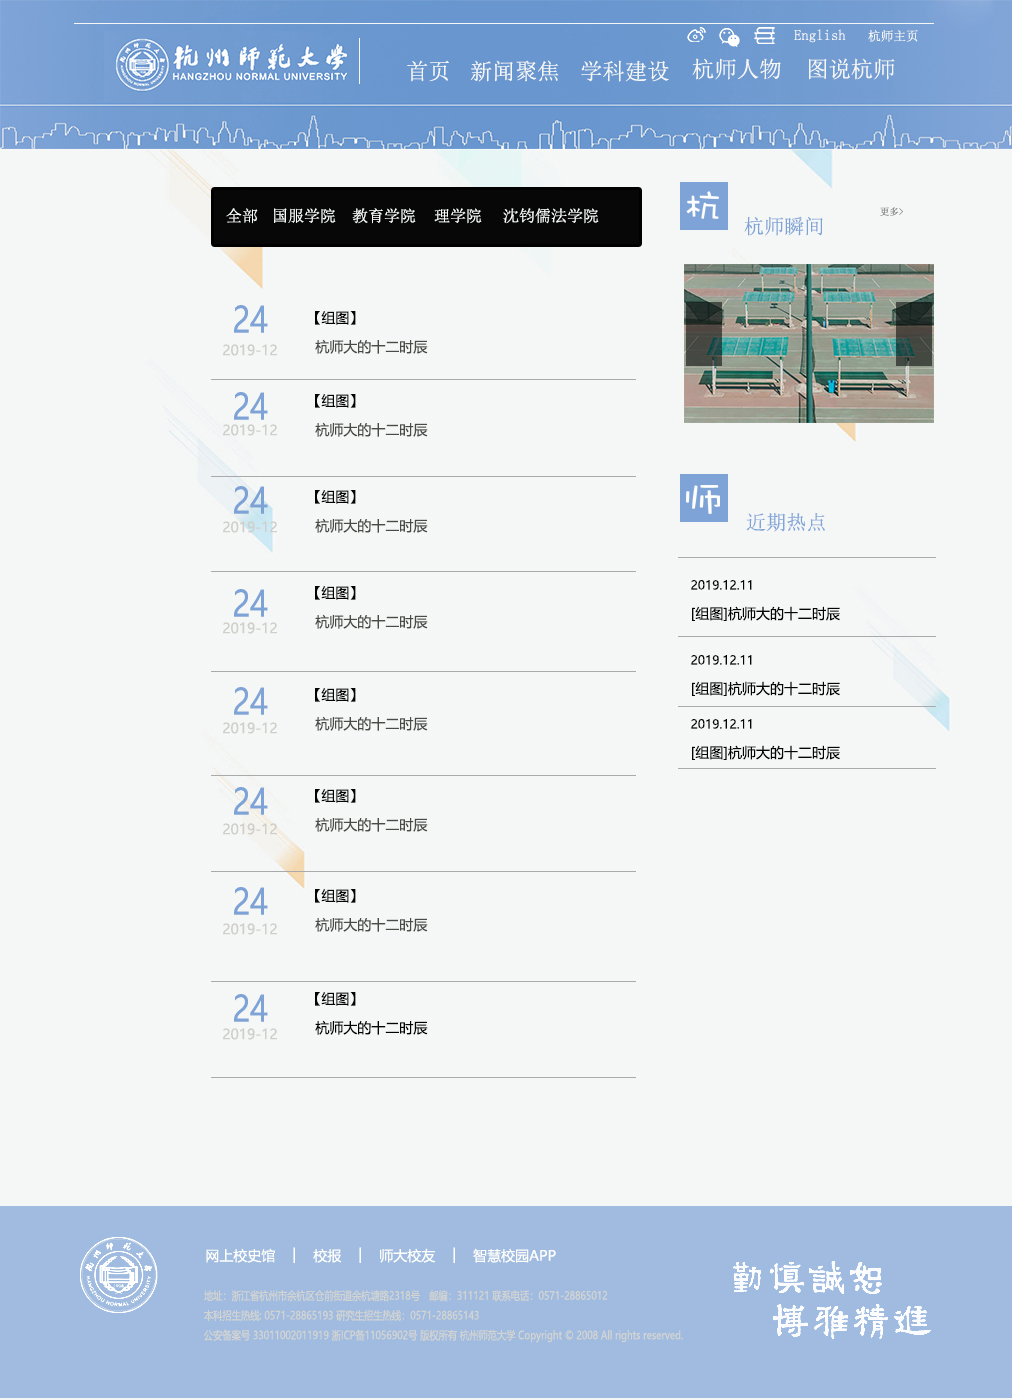 English 杭师主页
杭州师范大学
HANGZHOU NORMAL UNIVERSITY
首页 新闻聚焦 学科建设 杭师人物 图说杭师
全部 国服学院 教育学院 理学院 沈钧儒法学院
24
2019-12
【组图】
杭师大的十二时辰
24
2019-12
【组图】
杭师大的十二时辰
24
2019-12
【组图】
杭师大的十二时辰
24
2019-12
【组图】
杭师大的十二时辰
24
2019-12
【组图】
杭师大的十二时辰
24
2019-12
【组图】
杭师大的十二时辰
24
2019-12
【组图】
杭师大的十二时辰
24
2019-12
【组图】
杭师大的十二时辰
杭
杭师瞬间
更多>
师
近期热点
2019.12.11
[组图]杭师大的十二时辰
2019.12.11
[组图]杭师大的十二时辰
2019.12.11
[组图]杭师大的十二时辰
杭州师范大学
HANGZHOU NORMAL UNIVERSITY
网上校史馆 | 校报 | 师大校友 | 智慧校园APP
地址：浙江省杭州市余杭区仓前街道余杭塘路2318号 邮编：311121 联系电话：0571-28865012
本科招生热线: 0571-28865193 研究生招生热线：0571-28865143
公安备案号 33011002011919 浙ICP备11056902号 版权所有 杭州师范大学 Copyright © 2008 All rights reserved.
勤慎誠恕
博雅精進